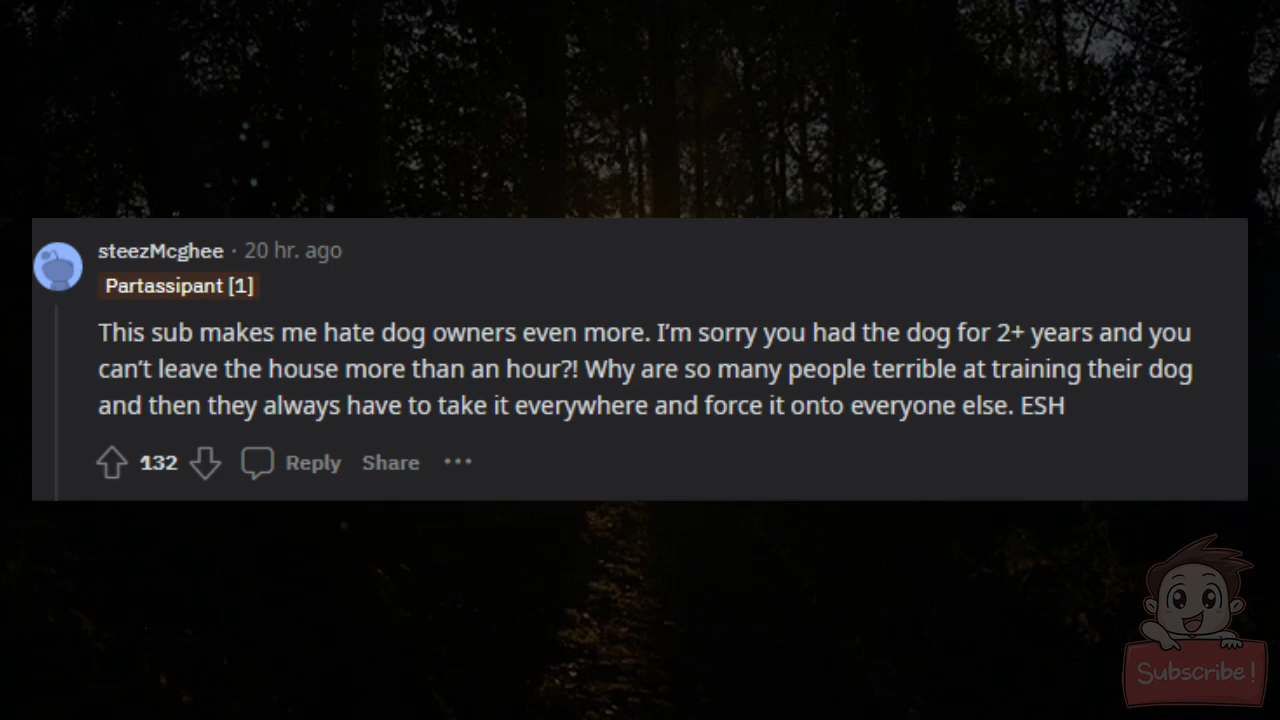 steezMcghee · 20 hr. ago
Partassipant [1]
This sub makes me hate dog owners even more. I’m sorry you had the dog for 2+ years and you
can’t leave the house more than an hour?! Why are so many people terrible at training their dog
and then they always have to take it everywhere and force it onto everyone else. ESH
132 Reply Share ···
Subscribe!